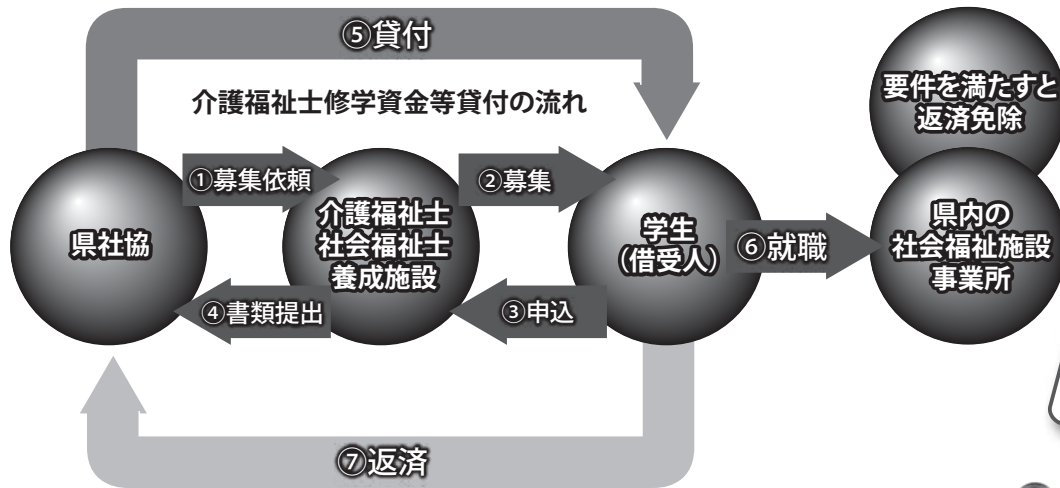 ⑤貸付
介護福祉士修学資金等貸付の流れ
要件を満たすと
返済免除
県社協
①募集依頼
介護福祉士
社会福祉士
養成施設
②募集
学生
（借受人）
⑥就職
県内の
社会福祉施設
事業所
④書類提出
③申込
⑦返済